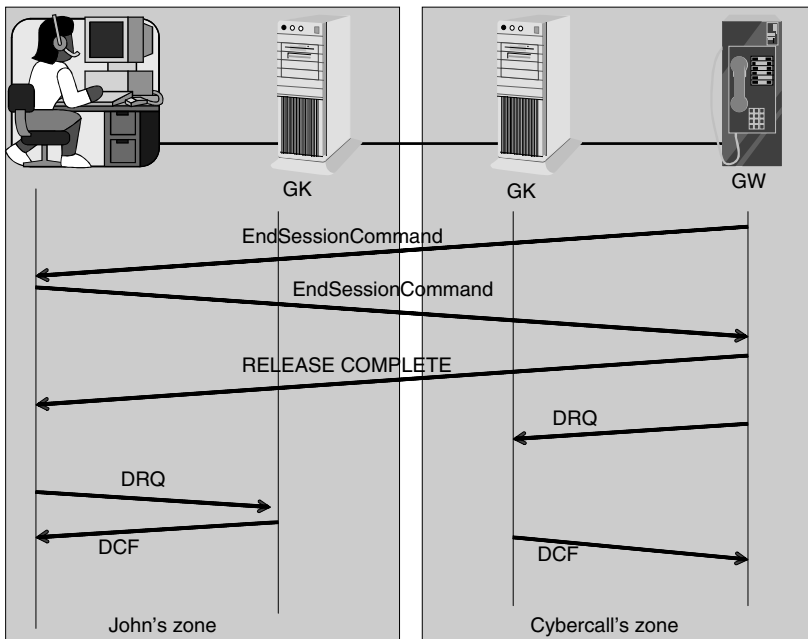 GK
GK
GW
EndSessionCommand
EndSessionCommand
RELEASE COMPLETE
DRQ
DRQ
DCF
DCF
John's zone
Cybercall's zone